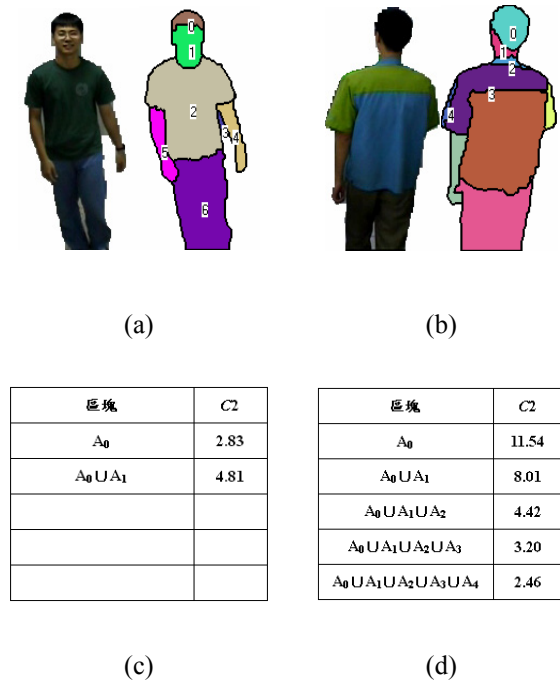 0
1
2
3
4
5
6
0
1
2
3
4
(a) (b)
區塊 C2
A0 2.83
A0∪A1 4.81
區塊 C2
A0 11.54
A0∪A1 8.01
A0∪A1∪A2 4.42
A0∪A1∪A2∪A3 3.20
A0∪A1∪A2∪A3∪A4 2.46
(c) (d)